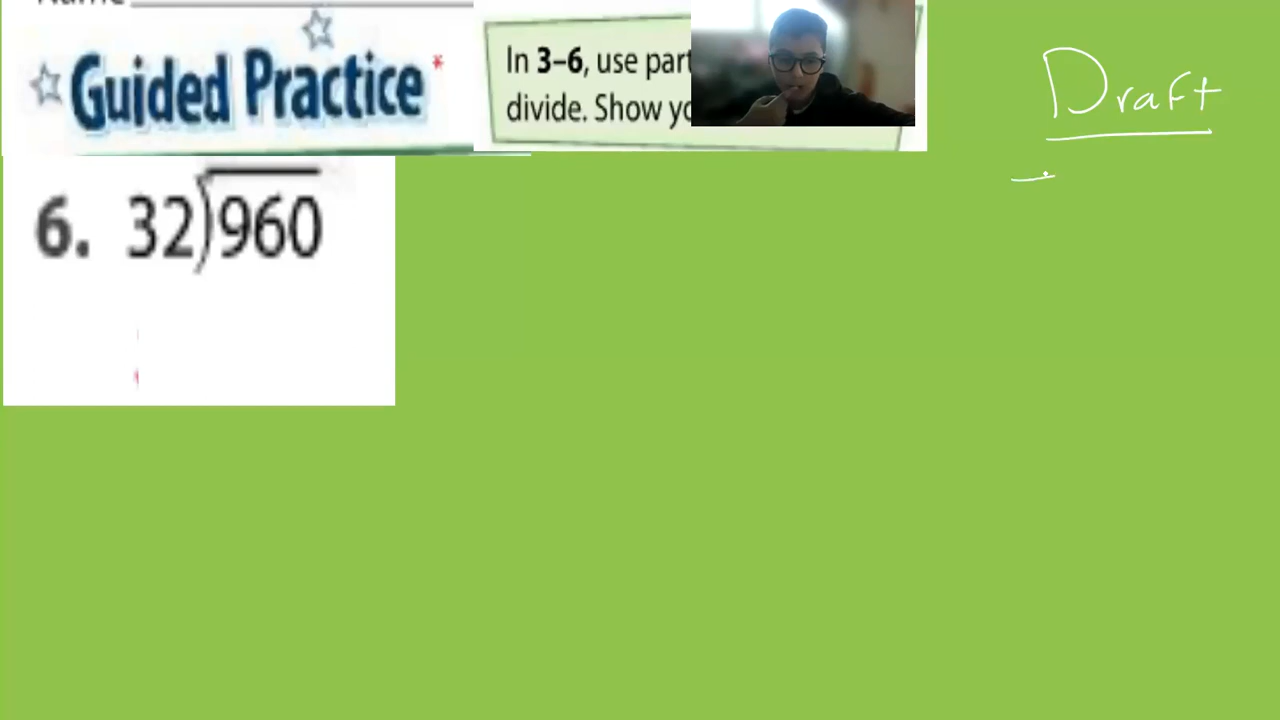 Guided Practice *
In 3–6, use part
divide. Show yo
Draft
6. 32)960